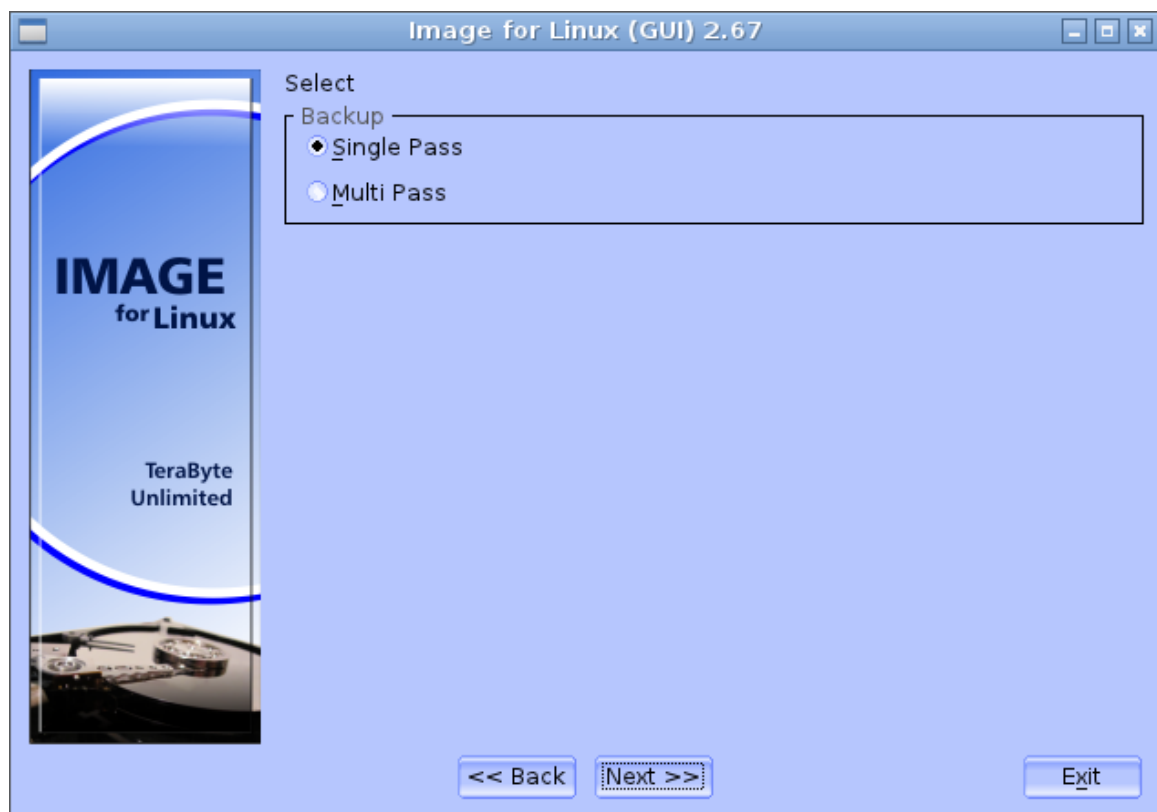 Image for Linux (GUI) 2.67
Select
Backup
Single Pass
Multi Pass
IMAGE
for Linux
TeraByte
Unlimited
<< Back
Next >>
Exit